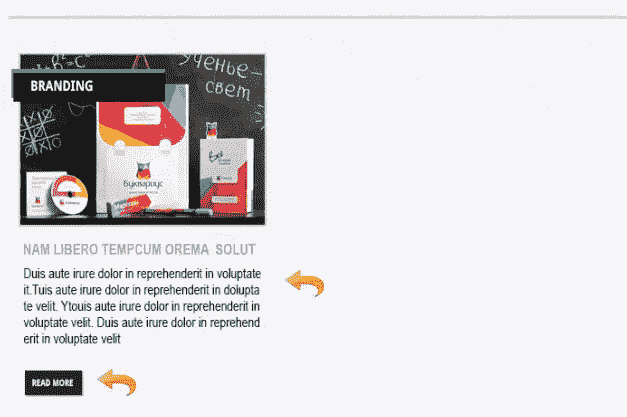 ученье–
свет
BRANDING
Буквариус
NAM LIBERO TEMPCUM OREMA SOLUT
Duis aute irure dolor in reprehenderit in voluptate
it.Tuis aute irure dolor in reprehenderit in dolupta
te velit. Ytouis aute irure dolor in reprehenderit in
voluptate velit. Duis aute irure dolor in reprehend
erit in voluptate velit
READ MORE